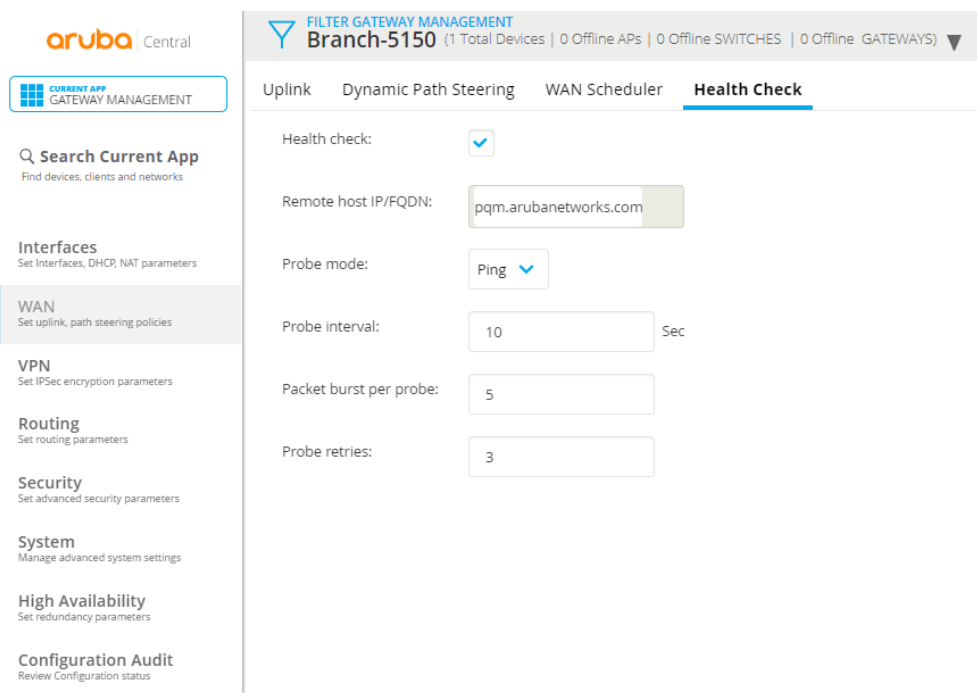 aruba Central
CURRENT APP
GATEWAY MANAGEMENT
Search Current App
Find devices, clients and networks
Interfaces
Set Interfaces, DHCP, NAT parameters
WAN
Set uplink, path steering policies
VPN
Set IPSec encryption parameters
Routing
Set routing parameters
Security
Set advanced security parameters
System
Manage advanced system settings
High Availability
Set redundancy parameters
Configuration Audit
Review Configuration status
FILTER GATEWAY MANAGEMENT
Branch-5150 (1 Total Devices | 0 Offline APs | 0 Offline SWITCHES | 0 Offline GATEWAYS)
Uplink Dynamic Path Steering WAN Scheduler Health Check
Health check:
Remote host IP/FQDN: pqm.arubanetworks.com
Probe mode: Ping
Probe interval: 10 Sec
Packet burst per probe: 5
Probe retries: 3